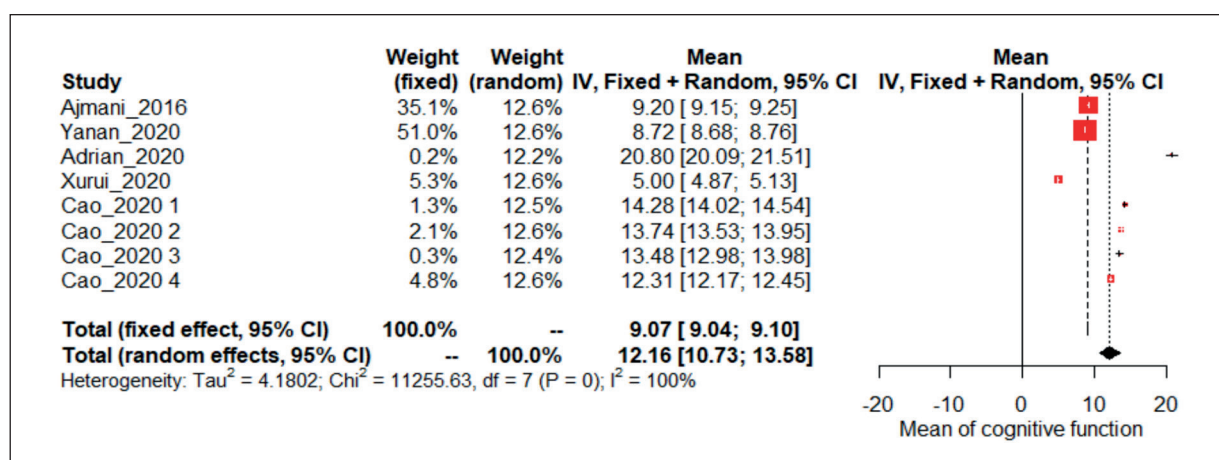 Weight Weight Mean Mean
Study (fixed) (random) IV, Fixed + Random, 95% CI IV, Fixed + Random, 95% CI
Ajmani_2016 35.1% 12.6% 9.20 [ 9.15; 9.25]
Yanan_2020 51.0% 12.6% 8.72 [ 8.68; 8.76]
Adrian_2020 0.2% 12.2% 20.80 [20.09; 21.51]
Xurui_2020 5.3% 12.6% 5.00 [ 4.87; 5.13]
Cao_2020 1 1.3% 12.5% 14.28 [14.02; 14.54]
Cao_2020 2 2.1% 12.6% 13.74 [13.53; 13.95]
Cao_2020 3 0.3% 12.4% 13.48 [12.98; 13.98]
Cao_2020 4 4.8% 12.6% 12.31 [12.17; 12.45]
Total (fixed effect, 95% CI) 100.0% -- 9.07 [ 9.04; 9.10]
Total (random effects, 95% CI) -- 100.0% 12.16 [10.73; 13.58]
Heterogeneity: Tau² = 4.1802; Chi² = 11255.63, df = 7 (P = 0); I² = 100%
-20 -10 0 10 20
Mean of cognitive function